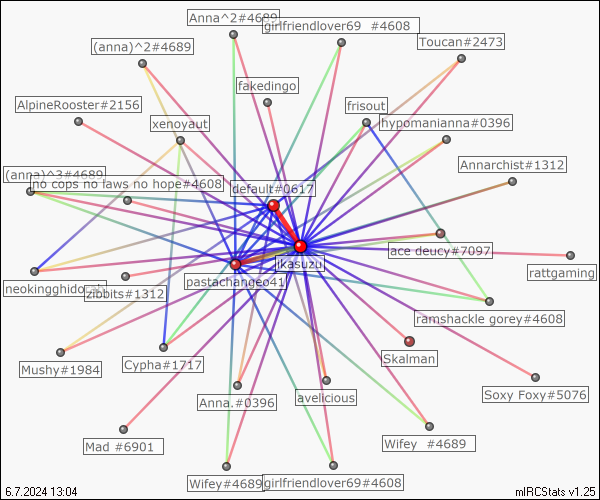 Anna^2#4689
girlfriendlover69 #4608
Toucan#2473
(anna)^2#4689
fakedingo
AlpineRooster#2156
frisout
xenoyaut
hypomanianna#0396
Annarchist#1312
(anna)^3#4689
no cops no laws no hope#4608
default#0617
ace deucy#7097
jkasuzu
rattgaming
pastachangeo41
neokingghido
zibbits#1312
ramshackle gorey#4608
Skalman
Mushy#1984
Cypha#1717
Soxy Foxy#5076
Anna.#0396
avelicious
Mad #6901
Wifey #4689
Wifey#4689
girlfriendlover69#4608
6.7.2024 13:04
mIRCStats v1.25